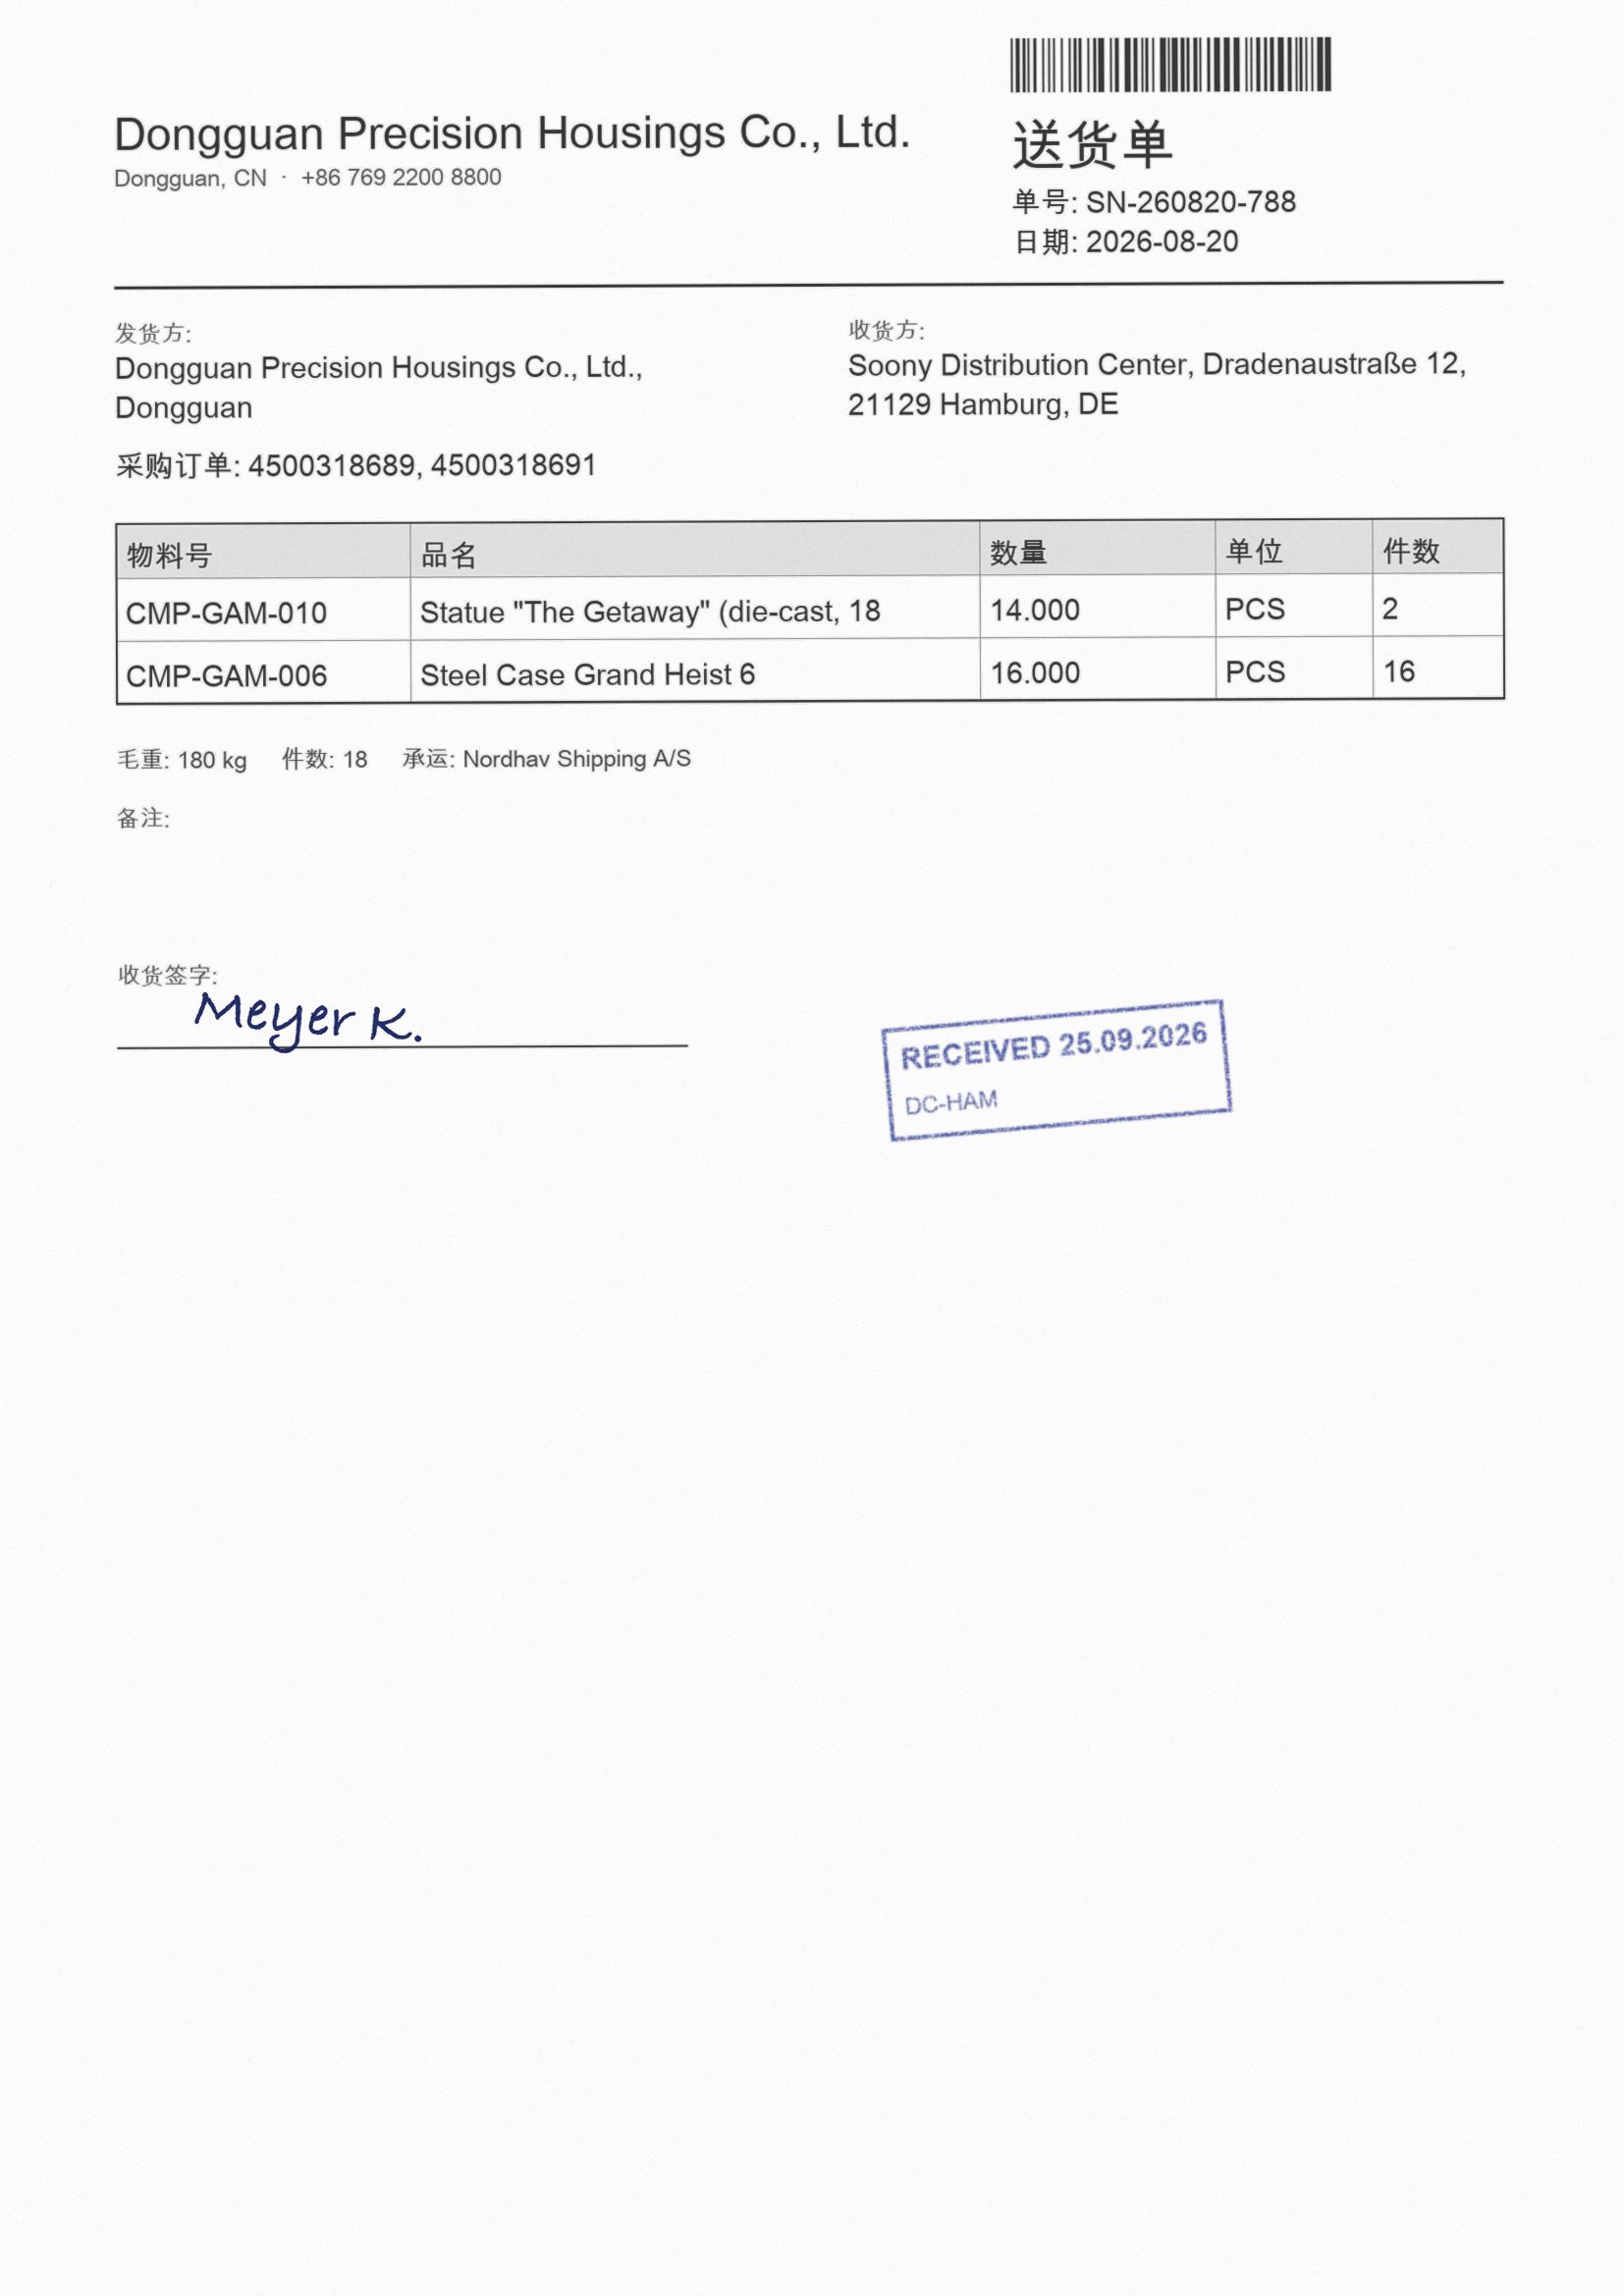 Dongguan Precision Housings Co., Ltd.
Dongguan, CN · +86 769 2200 8800
送货单
单号: SN-260820-788
日期: 2026-08-20
发货方:
Dongguan Precision Housings Co., Ltd.,
Dongguan
收货方:
Soony Distribution Center, Dradenaustraße 12,
21129 Hamburg, DE
采购订单: 4500318689, 4500318691
物料号 品名 数量 单位 件数
CMP-GAM-010 Statue "The Getaway" (die-cast, 18 14.000 PCS 2
CMP-GAM-006 Steel Case Grand Heist 6 16.000 PCS 16
毛重: 180 kg 件数: 18 承运: Nordhav Shipping A/S
备注:
收货签字:
Meyer K.
RECEIVED 25.09.2026
DC-HAM